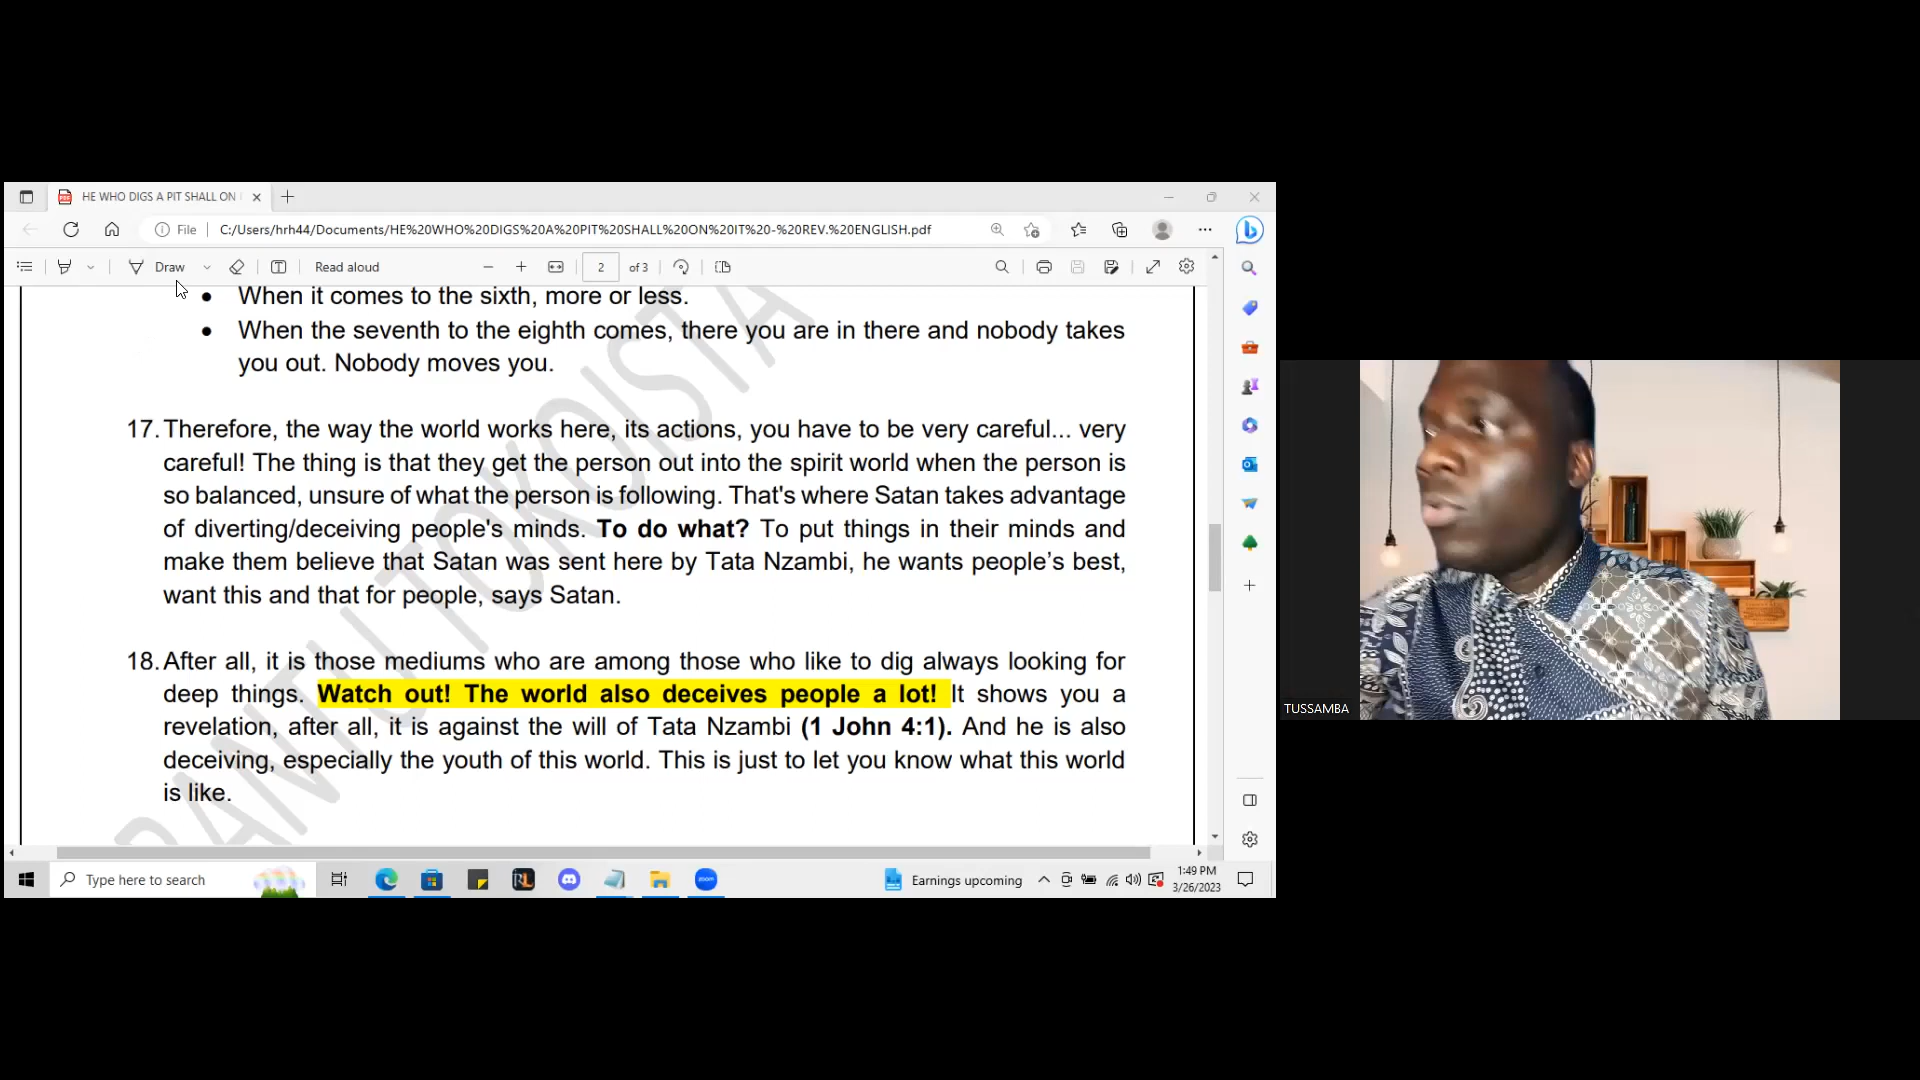 HE WHO DIGS A PIT SHALL ON
File
C:/Users/hrh44/Documents/HE%20WHO%20DIGS%20A%20PIT%20SHALL%20ON%20IT%20-%20REV.%20ENGLISH.pdf
Draw
Read aloud
2
of 3
• When it comes to the sixth, more or less.
• When the seventh to the eighth comes, there you are in there and nobody takes
you out. Nobody moves you.
17. Therefore, the way the world works here, its actions, you have to be very careful... very
careful! The thing is that they get the person out into the spirit world when the person is
so balanced, unsure of what the person is following. That's where Satan takes advantage
of diverting/deceiving people's minds. To do what? To put things in their minds and
make them believe that Satan was sent here by Tata Nzambi, he wants people’s best,
want this and that for people, says Satan.
18. After all, it is those mediums who are among those who like to dig always looking for
deep things. Watch out! The world also deceives people a lot! It shows you a
revelation, after all, it is against the will of Tata Nzambi (1 John 4:1). And he is also
deceiving, especially the youth of this world. This is just to let you know what this world
is like.
BANTU TOKOISTA
TUSSAMBA
Type here to search
zoom
Earnings upcoming
1:49 PM
3/26/2023